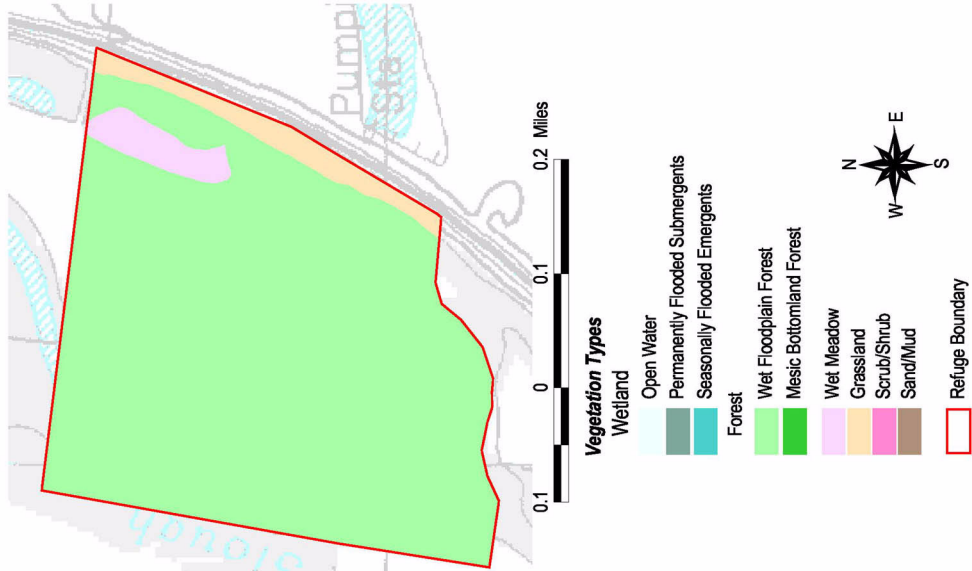 Pump
Sta
Slough
0.1 0 0.1 0.2 Miles
Vegetation Types
Wetland
Open Water
Permanently Flooded Submergents
Seasonally Flooded Emergents
Forest
Wet Floodplain Forest
Mesic Bottomland Forest
Wet Meadow
Grassland
Scrub/Shrub
Sand/Mud
Refuge Boundary
N
W E
S